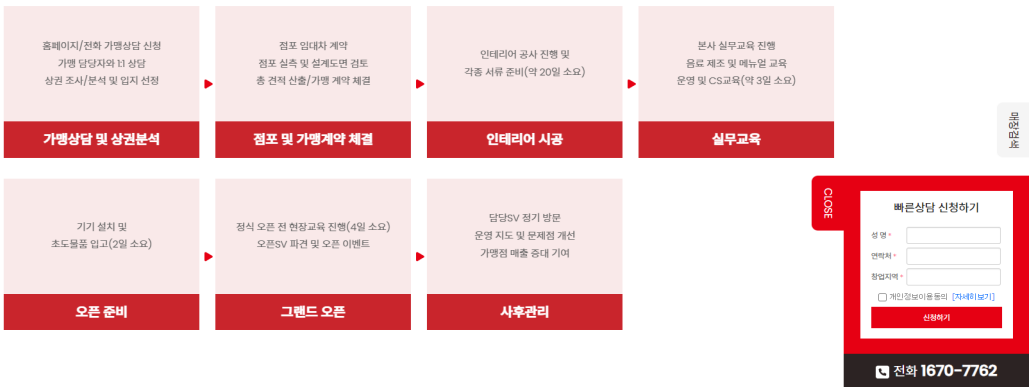 홈페이지/전화 가맹상담 신청
가맹 담당자와 1:1 상담
상권 조사/분석 및 입지 선정
가맹상담 및 상권분석
점포 임대차 계약
점포 실측 및 설계도면 검토
총 견적 산출/가맹 계약 체결
점포 및 가맹계약 체결
인테리어 공사 진행 및
각종 서류 준비(약 20일 소요)
인테리어 시공
본사 실무교육 진행
음료 제조 및 메뉴얼 교육
운영 및 CS교육(약 3일 소요)
실무교육
기기 설치 및
초도물품 입고(2일 소요)
오픈 준비
정식 오픈 전 현장교육 진행(4일 소요)
오픈SV 파견 및 오픈 이벤트
그랜드 오픈
담당SV 정기 방문
운영 지도 및 문제점 개선
가맹점 매출 증대 기여
사후관리
매장검색
CLOSE
빠른상담 신청하기
성 명 *
연락처 *
창업지역 *
개인정보이용동의 [자세히보기]
신청하기
전화 1670-7762